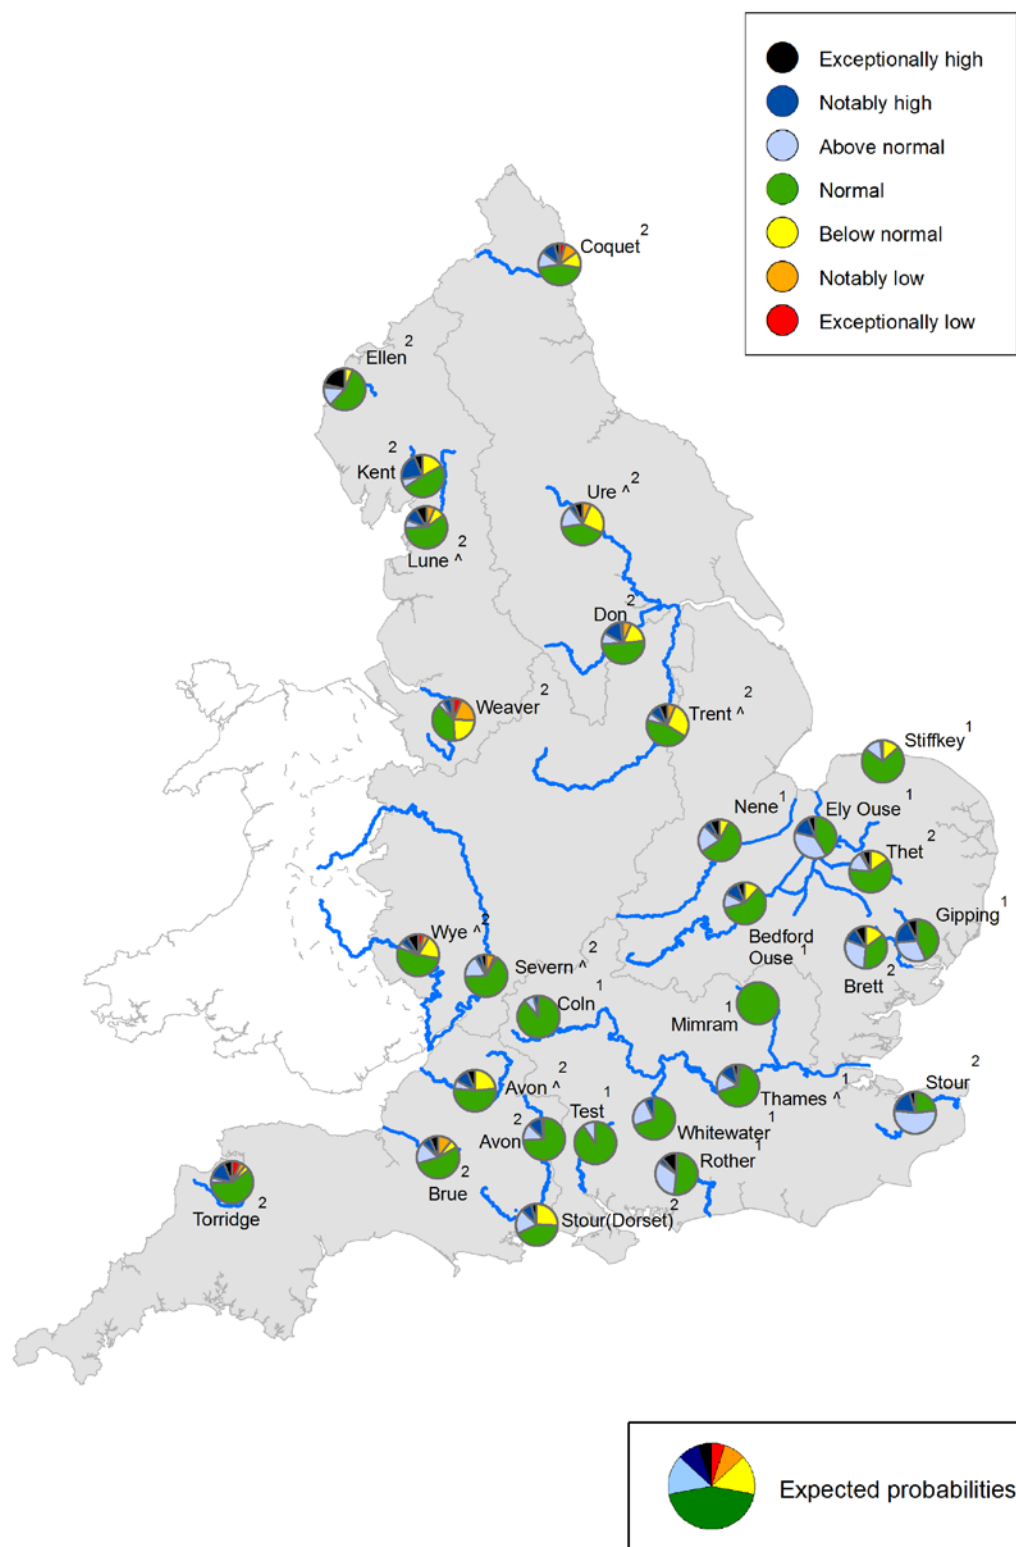 Exceptionally high
Notably high
Above normal
Normal
Below normal
Notably low
Exceptionally low
Coquet 2
Ellen 2
2
Kent
Ure ^ 2
Lune ^ 2
Don 2
Weaver 2
Trent ^ 2
Stiffkey 1
Nene 1
Ely Ouse 1
Thet 2
Gipping 1
Bedford
Ouse 1
Brett 2
Wye ^ 2
Severn ^ 2
Coln 1
Mimram 1
Avon ^ 2
Thames ^ 1
Stour 2
Test 1
2
Avon
Whitewater 1
Rother 1
Brue 2
Torridge 2
Stour(Dorset) 2
Expected probabilities